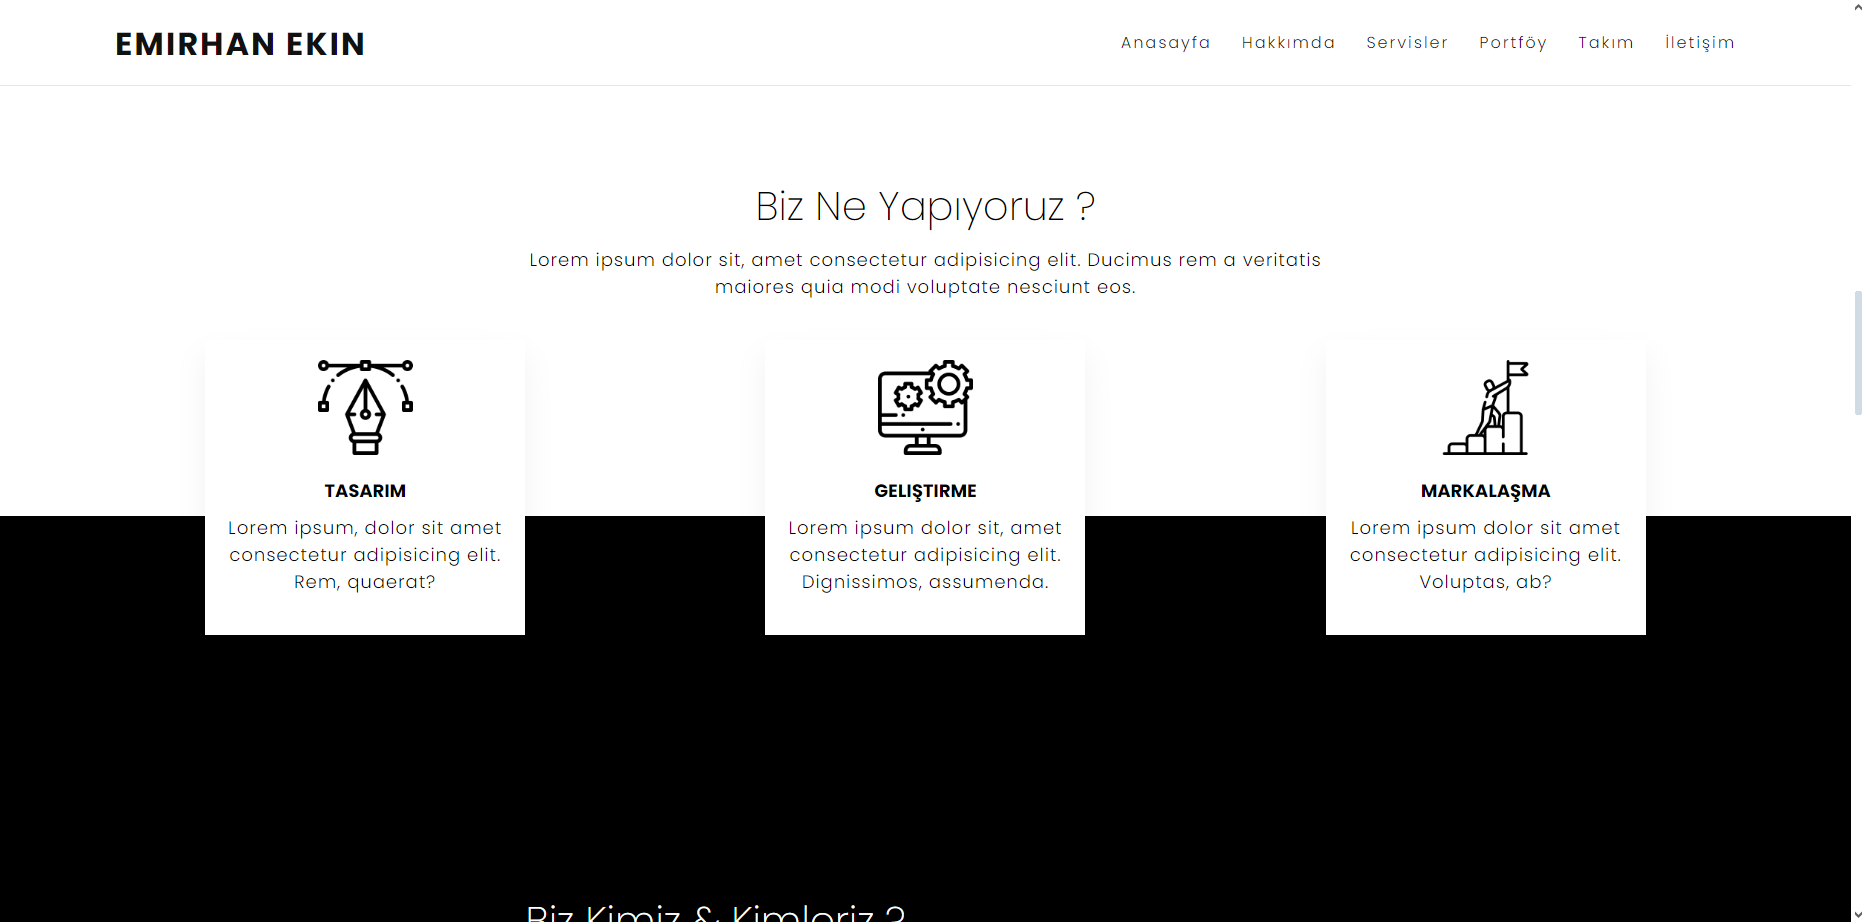 EMIRHAN EKIN
Anasayfa Hakkımda Servisler Portföy Takım İletişim
Biz Ne Yapıyoruz ?
Lorem ipsum dolor sit, amet consectetur adipisicing elit. Ducimus rem a veritatis
maiores quia modi voluptate nesciunt eos.
TASARIM
Lorem ipsum, dolor sit amet
consectetur adipisicing elit.
Rem, quaerat?
GELIŞTIRME
Lorem ipsum dolor sit, amet
consectetur adipisicing elit.
Dignissimos, assumenda.
MARKALAŞMA
Lorem ipsum dolor sit amet
consectetur adipisicing elit.
Voluptas, ab?
Biz Kimiz & Kimleriz ?